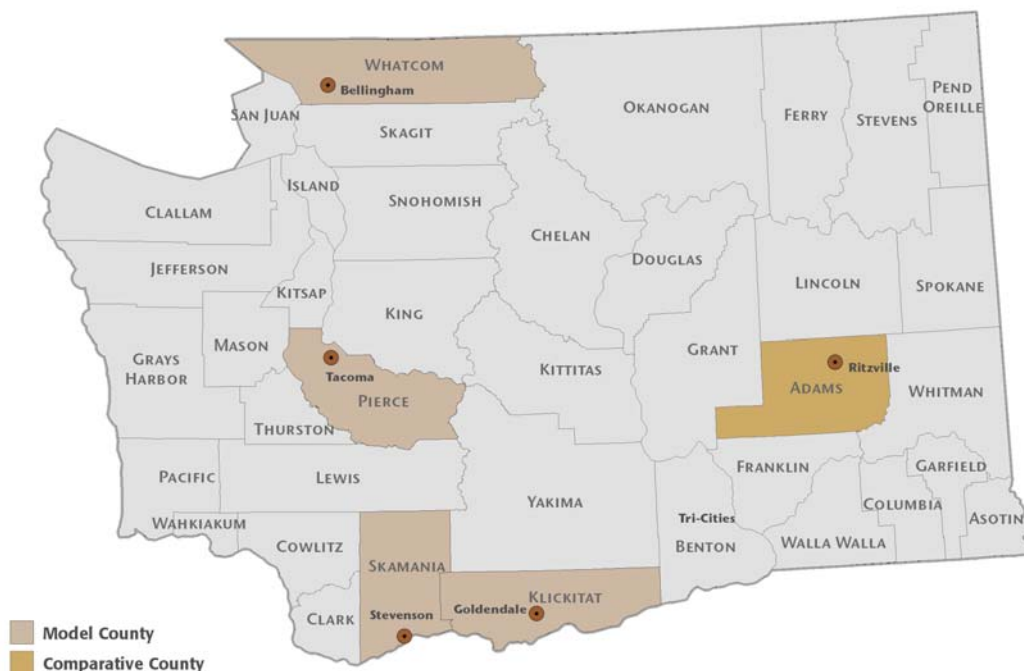 WHATCOM
Bellingham
SAN JUAN
SKAGIT
OKANOGAN
FERRY
STEVENS
PEND
OREILLE
ISLAND
SNOHOMISH
CLALLAM
CHELAN
DOUGLAS
JEFFERSON
KITSAP
KING
LINCOLN
SPOKANE
MASON
GRAYS
HARBOR
Tacoma
PIERCE
KITTITAS
GRANT
Ritzville
ADAMS
WHITMAN
THURSTON
PACIFIC
LEWIS
YAKIMA
FRANKLIN
GARFIELD
COLUMBIA
ASOTIN
WAHKIAKUM
COWLITZ
Tri-Cities
BENTON
WALLA WALLA
SKAMANIA
Stevenson
Goldendale
KLICKITAT
CLARK
Model County
Comparative County